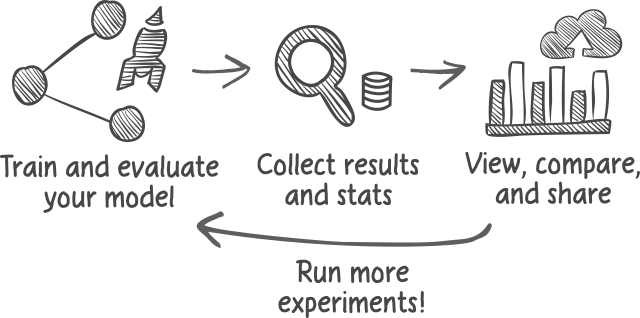 Train and evaluate
your model
Collect results
and stats
View, compare,
and share
Run more
experiments!